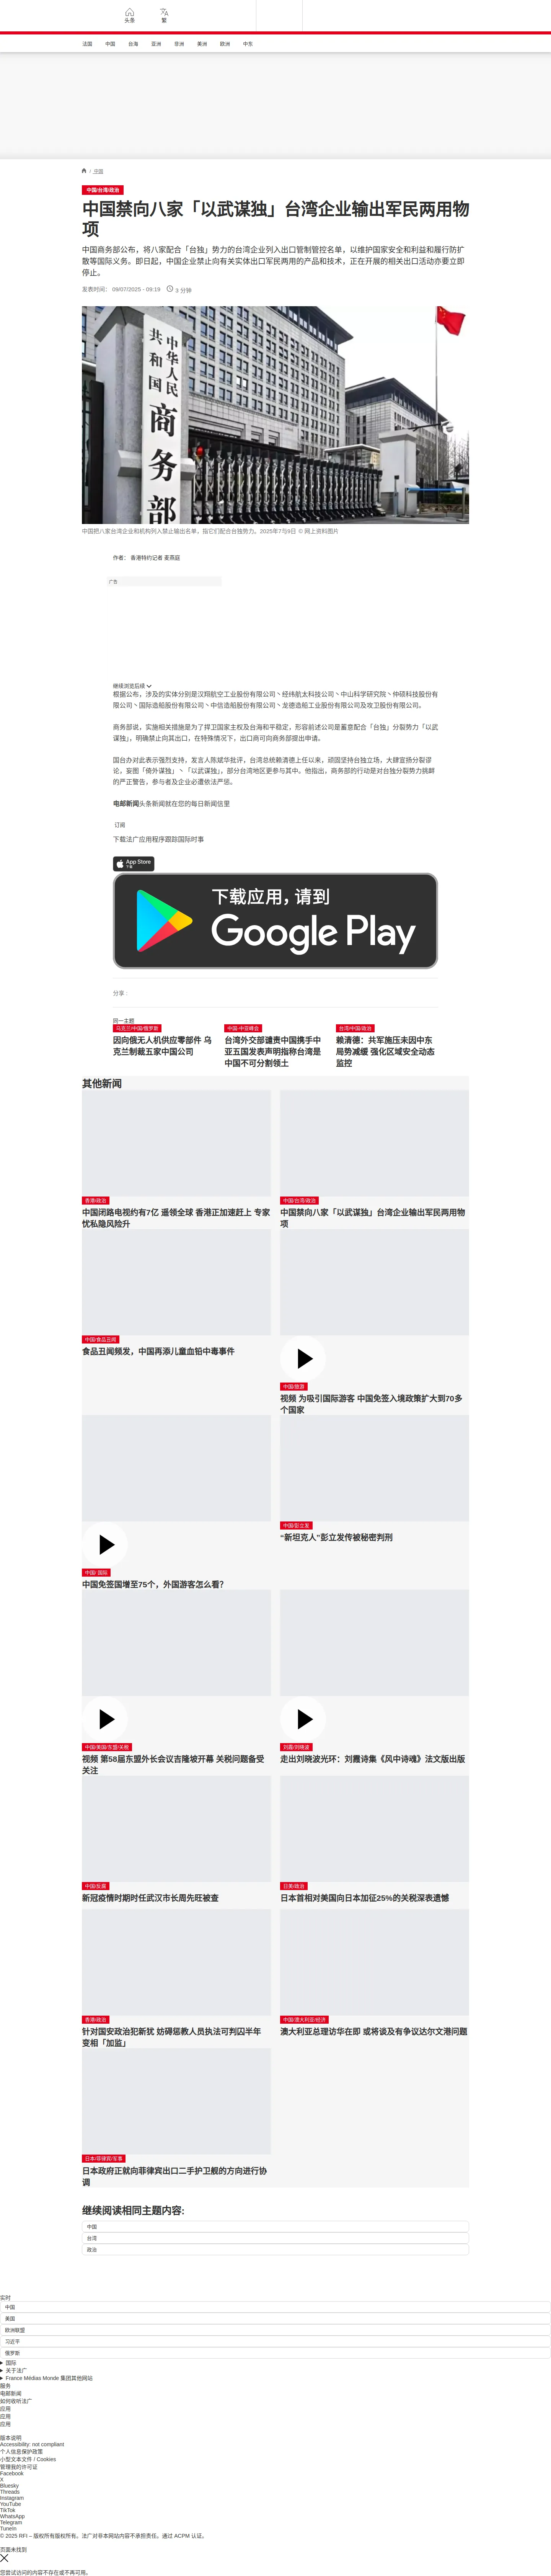 头条
繁
法国
中国
台海
亚洲
非洲
美洲
欧洲
中东
/ 中国
中国/台湾/政治
中国禁向八家「以武谋独」台湾企业输出军民两用物
项
中国商务部公布，将八家配合「台独」势力的台湾企业列入出口管制管控名单，以维护国家安全利益和履行防扩
散等国际义务。即日起，中国企业禁止向有关实体出口军民两用的产品和技术，正在开展的相关出口活动亦要立即
停止。
发表时间： 09/07/2025 - 09:19
3 分钟
中华人民
共和国
商务部
中国把八家台湾企业和机构列入禁止输出名单，指它们配合台独势力。2025年7月9日 © 网上资料图片
作者： 香港特约记者 麦燕庭
广告
继续浏览后续
根据公布，涉及的实体分别是汉翔航空工业股份有限公司丶经纬航太科技公司丶中山科学研究院丶仲碩科技股份有
限公司丶国际造船股份有限公司丶中信造船股份有限公司丶龙德造船工业股份有限公司及攻卫股份有限公司。
商务部说，实施相关措施是为了捍卫国家主权及台海和平稳定，形容前述公司是蓄意配合「台独」分裂势力「以武
谋独」，明确禁止向其出口，在特殊情况下，出口商可向商务部提出申请。
国台办对此表示强烈支持，发言人陈斌华批评，台湾总统赖清德上任以来，顽固坚持台独立场，大肆宣扬分裂谬
论，妄图「倚外谋独」丶「以武谋独」，部分台湾地区更参与其中。他指出，商务部的行动是对台独分裂势力挑衅
的严正警告，参与者及企业必遭依法严惩。
电邮新闻头条新闻就在您的每日新闻信里
订阅
下载法广应用程序跟踪国际时事
App Store
下载
下载应用，请到
Google Play
分享 :
同一主题
乌克兰/中国/俄罗斯
因向俄无人机供应零部件 乌
克兰制裁五家中国公司
中国·中亚峰会
台湾外交部谴责中国携手中
亚五国发表声明指称台湾是
中国不可分割领土
台湾/中国/政治
赖清德：共军施压未因中东
局势减缓 强化区域安全动态
监控
其他新闻
香港/政治
中国闭路电视约有7亿 遥领全球 香港正加速赶上 专家
忧私隐风险升
中国/台湾/政治
中国禁向八家「以武谋独」台湾企业输出军民两用物
项
中国/食品丑闻
食品丑闻频发，中国再添儿童血铅中毒事件
中国/旅游
视频 为吸引国际游客 中国免签入境政策扩大到70多
个国家
中国/ 国际
中国免签国增至75个，外国游客怎么看？
中国/彭立发
“新坦克人”彭立发传被秘密判刑
中国/美国/东盟/关税
视频 第58届东盟外长会议吉隆坡开幕 关税问题备受
关注
刘霞/刘晓波
走出刘晓波光环：刘霞诗集《风中诗魂》法文版出版
中国/反腐
新冠疫情时期时任武汉市长周先旺被查
日美/政治
日本首相对美国向日本加征25%的关税深表遗憾
香港/政治
针对国安政治犯新犹 妨碍惩教人员执法可判囚半年
变相「加监」
中国/澳大利亚/经济
澳大利亚总理访华在即 或将谈及有争议达尔文港问题
日本/菲律宾/军事
日本政府正就向菲律宾出口二手护卫舰的方向进行协
调
继续阅读相同主题内容:
中国
台湾
政治
实时
中国
美国
欧洲联盟
习近平
俄罗斯
国际
关于法广
France Médias Monde 集团其他网站
服务
电邮新闻
如何收听法广
应用
应用
应用
版本说明
Accessibility: not compliant
个人信息保护政策
小型文本文件 / Cookies
管理我的许可证
Facebook
X
Bluesky
Threads
Instagram
YouTube
TikTok
WhatsApp
Telegram
TuneIn
© 2025 RFI – 版权所有版权所有。法广对非本网站内容不承担责任。通过 ACPM 认证。
页面未找到
您尝试访问的内容不存在或不再可用。